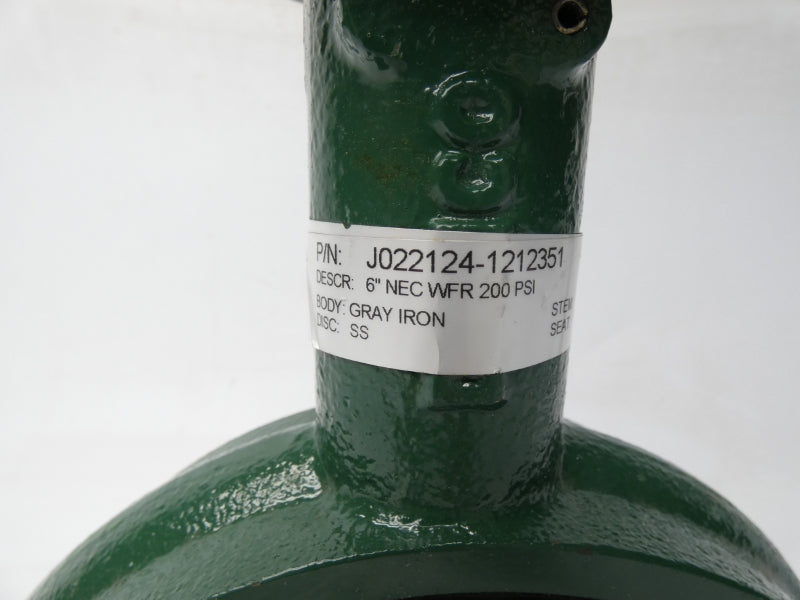 P/N: J022124-1212351
DESCR: 6" NEC WFR 200 PSI
BODY: GRAY IRON STEM
DISC: SS SEAT